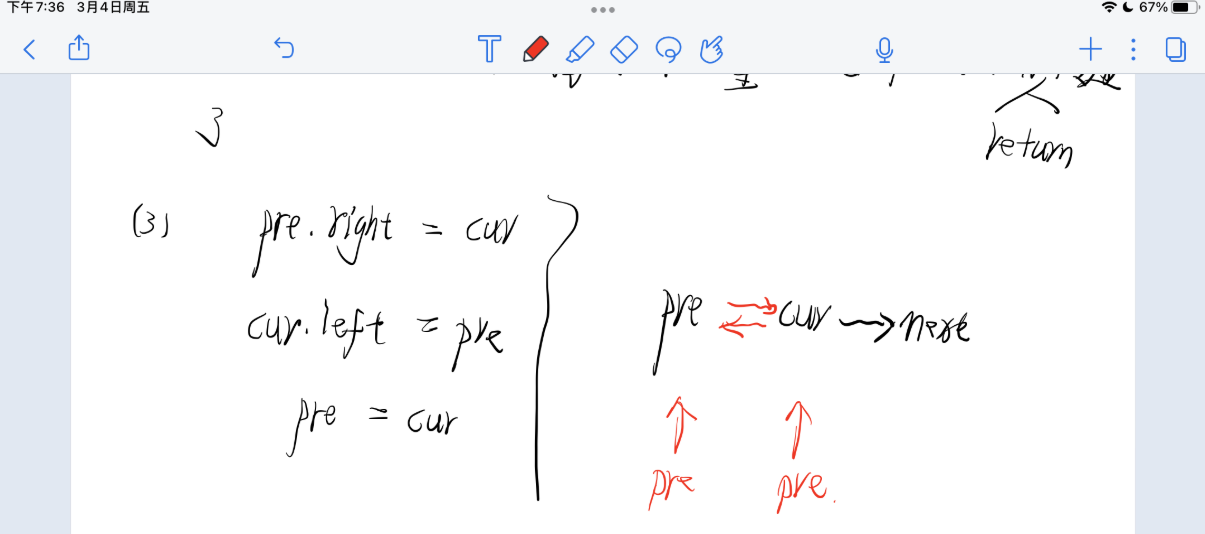 下午7:36 3月4日周五
67%
return
3
(3) pre.right = cur
cur.left = pre
pre = cur
pre cur next
pre pre.